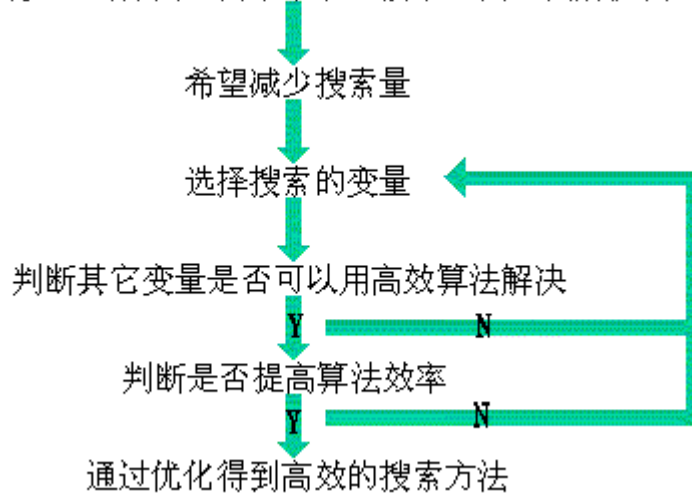 希望减少搜索量
选择搜索的变量
判断其它变量是否可以用高效算法解决
Y N
判断是否提高算法效率
Y N
通过优化得到高效的搜索方法